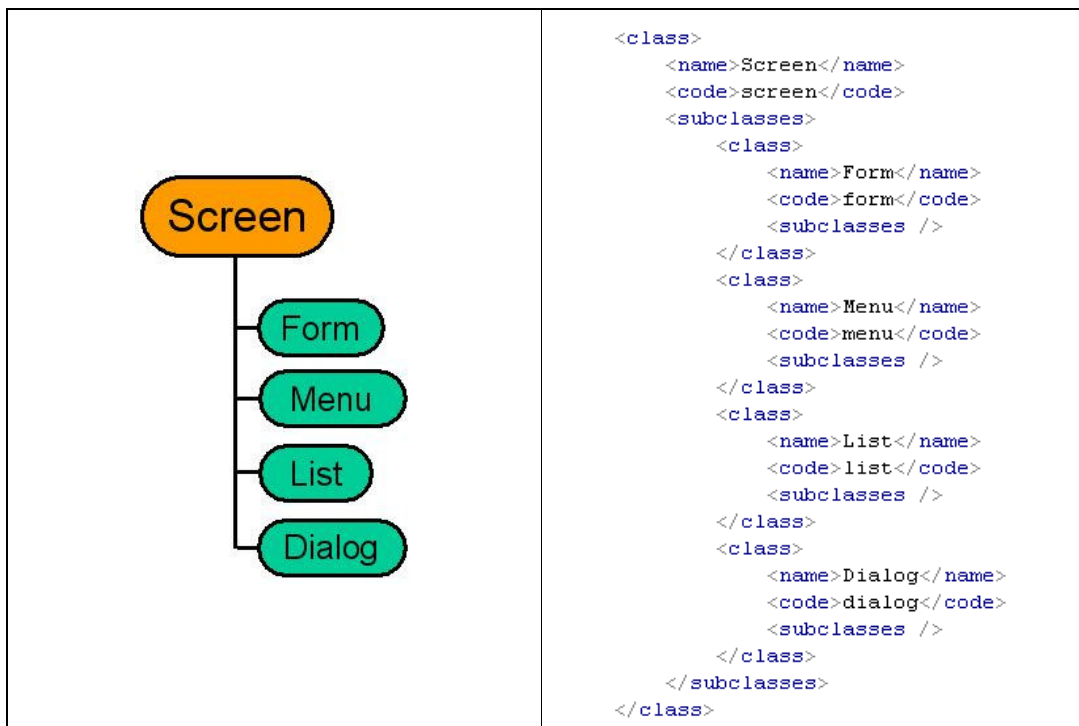 Screen
Form
Menu
List
Dialog
<class>
<name>Screen</name>
<code>screen</code>
<subclasses>
<class>
<name>Form</name>
<code>form</code>
<subclasses />
</class>
<class>
<name>Menu</name>
<code>menu</code>
<subclasses />
</class>
<class>
<name>List</name>
<code>list</code>
<subclasses />
</class>
<class>
<name>Dialog</name>
<code>dialog</code>
<subclasses />
</class>
</subclasses>
</class>